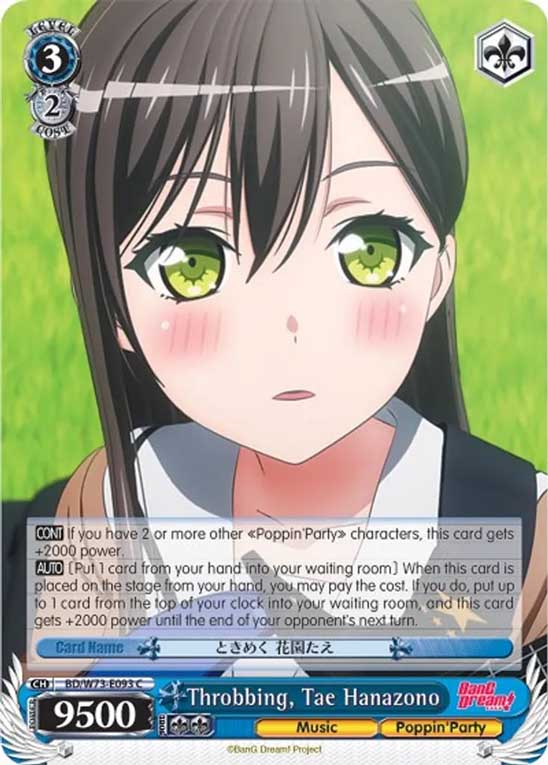 LEVEL
3
2
COST
CONT If you have 2 or more other «Poppin'Party» characters, this card gets
+2000 power.
AUTO [Put 1 card from your hand into your waiting room] When this card is
placed on the stage from your hand, you may pay the cost. If you do, put up
to 1 card from the top of your clock into your waiting room, and this card
gets +2000 power until the end of your opponent's next turn.
Card Name ときめく 花園たえ
CH BD/W73-E093 C
Throbbing, Tae Hanazono
BanG Dream!
POWER 9500 SOUL
Music Poppin'Party
©BanG Dream! Project